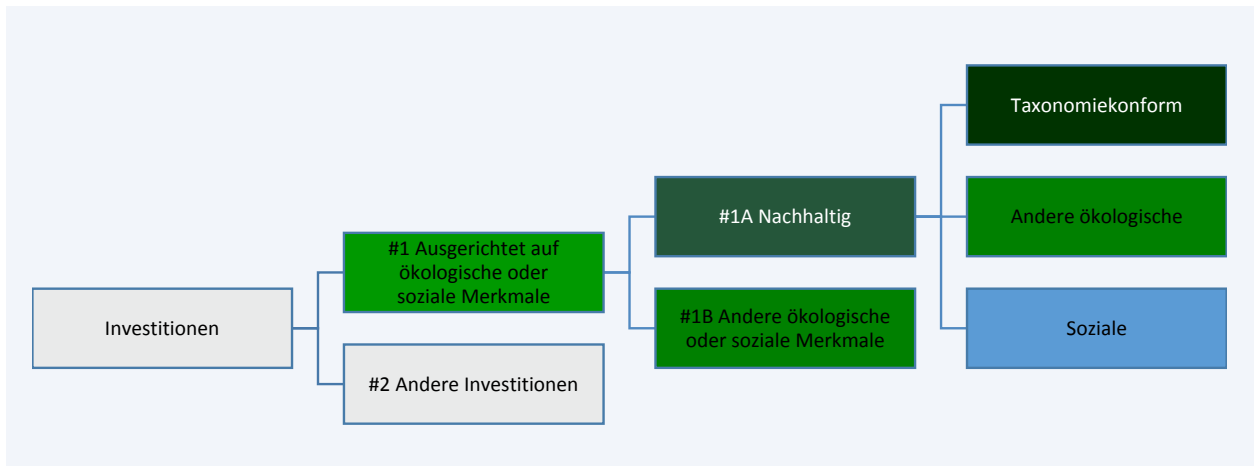 Investitionen
#1 Ausgerichtet auf
ökologische oder
soziale Merkmale
#2 Andere Investitionen
#1A Nachhaltig
#1B Andere ökologische
oder soziale Merkmale
Taxonomiekonform
Andere ökologische
Soziale